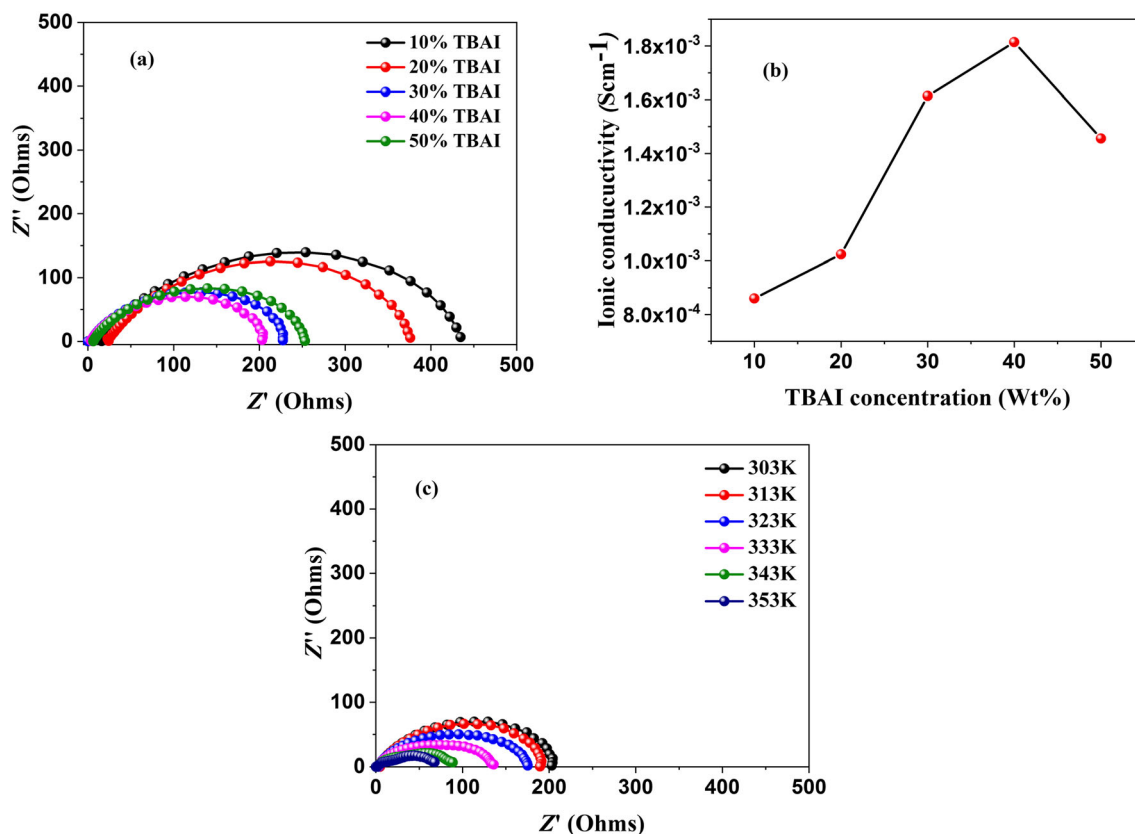 (a)
10% TBAI
20% TBAI
30% TBAI
40% TBAI
50% TBAI
500
400
300
200
100
0
Z'' (Ohms)
0 100 200 300 400 500
Z' (Ohms)
(b)
1.8x10⁻³
1.6x10⁻³
1.4x10⁻³
1.2x10⁻³
1.0x10⁻³
8.0x10⁻⁴
Ionic conducuctivity (Scm⁻¹)
10 20 30 40 50
TBAI concentration (Wt%)
(c)
303K
313K
323K
333K
343K
353K
500
400
300
200
100
0
Z'' (Ohms)
0 100 200 300 400 500
Z' (Ohms)